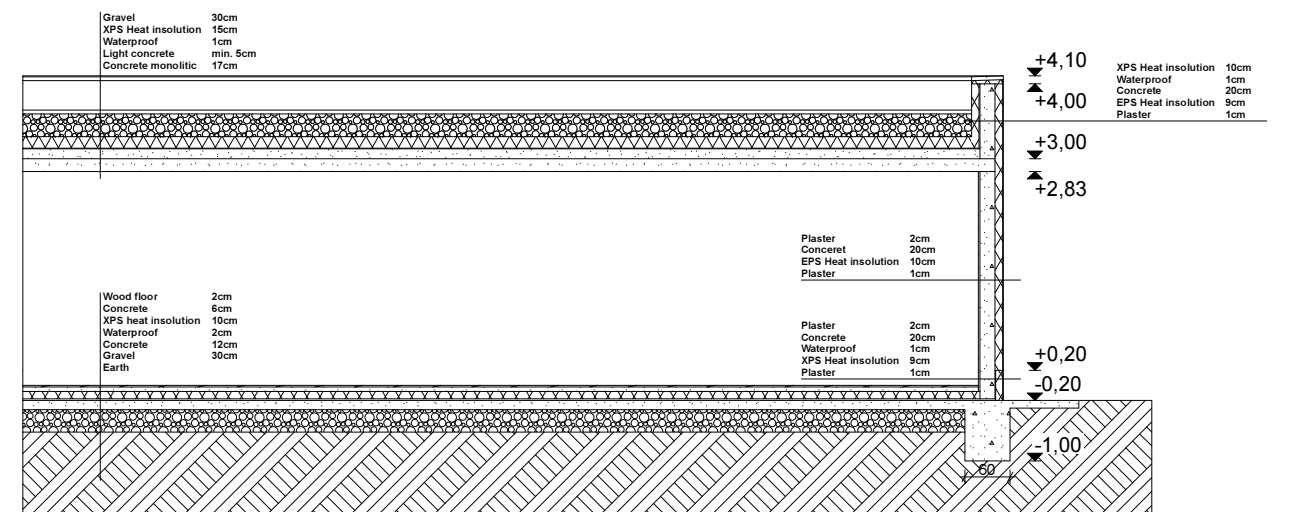 Gravel 30cm
XPS Heat insolution 15cm
Waterproof 1cm
Light concrete min. 5cm
Concrete monolitic 17cm
+4,10
+4,00
XPS Heat insolution 10cm
Waterproof 1cm
Concrete 20cm
EPS Heat insolution 9cm
Plaster 1cm
+3,00
+2,83
Plaster 2cm
Conceret 20cm
EPS Heat insolution 10cm
Plaster 1cm
Wood floor 2cm
Concrete 6cm
XPS heat insolution 10cm
Waterproof 2cm
Concrete 12cm
Gravel 30cm
Earth
Plaster 2cm
Concrete 20cm
Waterproof 1cm
XPS Heat insolution 9cm
Plaster 1cm
+0,20
-0,20
-1,00
60